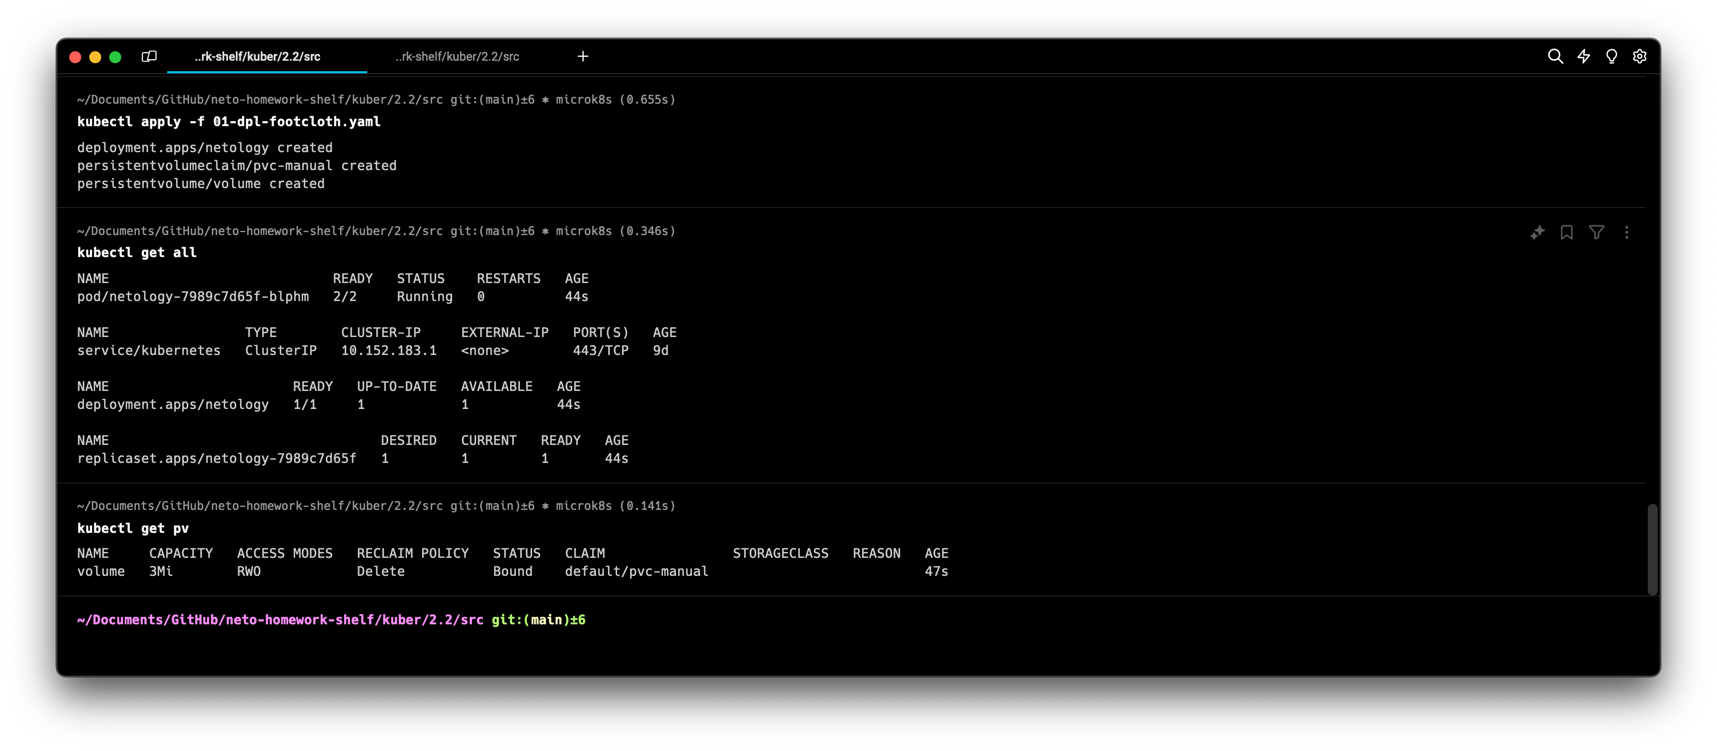 ..rk-shelf/kuber/2.2/src ..rk-shelf/kuber/2.2/src +
~/Documents/GitHub/neto-homework-shelf/kuber/2.2/src git:(main)±6 ⎈ microk8s (0.655s)
kubectl apply -f 01-dpl-footcloth.yaml
deployment.apps/netology created
persistentvolumeclaim/pvc-manual created
persistentvolume/volume created
~/Documents/GitHub/neto-homework-shelf/kuber/2.2/src git:(main)±6 ⎈ microk8s (0.346s)
kubectl get all
NAME READY STATUS RESTARTS AGE
pod/netology-7989c7d65f-blphm 2/2 Running 0 44s
NAME TYPE CLUSTER-IP EXTERNAL-IP PORT(S) AGE
service/kubernetes ClusterIP 10.152.183.1 <none> 443/TCP 9d
NAME READY UP-TO-DATE AVAILABLE AGE
deployment.apps/netology 1/1 1 1 44s
NAME DESIRED CURRENT READY AGE
replicaset.apps/netology-7989c7d65f 1 1 1 44s
~/Documents/GitHub/neto-homework-shelf/kuber/2.2/src git:(main)±6 ⎈ microk8s (0.141s)
kubectl get pv
NAME CAPACITY ACCESS MODES RECLAIM POLICY STATUS CLAIM STORAGECLASS REASON AGE
volume 3Mi RWO Delete Bound default/pvc-manual 47s
~/Documents/GitHub/neto-homework-shelf/kuber/2.2/src git:(main)±6